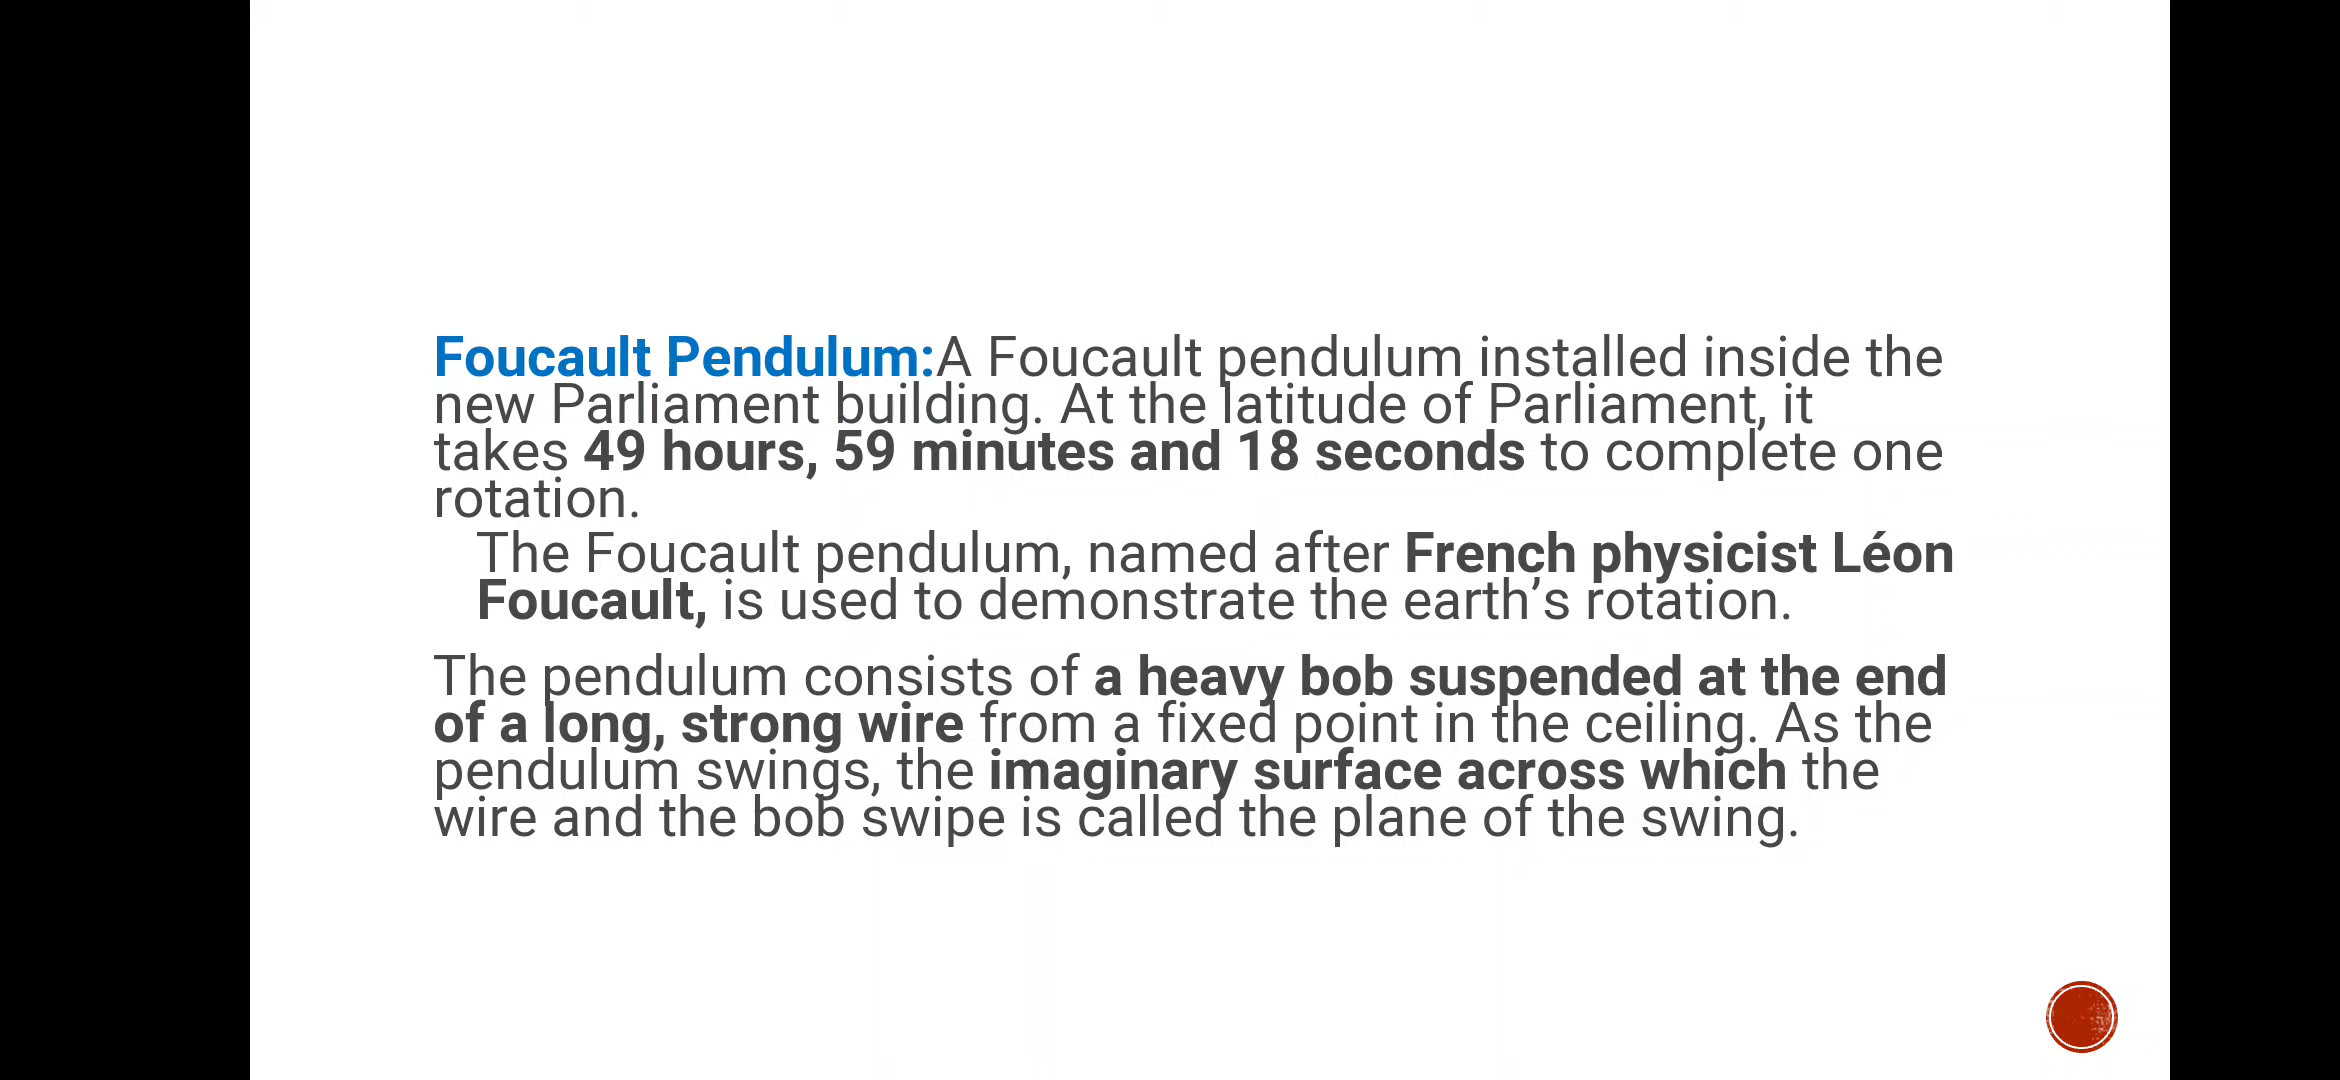 Foucault Pendulum:A Foucault pendulum installed inside the
new Parliament building. At the latitude of Parliament, it
takes 49 hours, 59 minutes and 18 seconds to complete one
rotation.
The Foucault pendulum, named after French physicist Léon
Foucault, is used to demonstrate the earth’s rotation.
The pendulum consists of a heavy bob suspended at the end
of a long, strong wire from a fixed point in the ceiling. As the
pendulum swings, the imaginary surface across which the
wire and the bob swipe is called the plane of the swing.